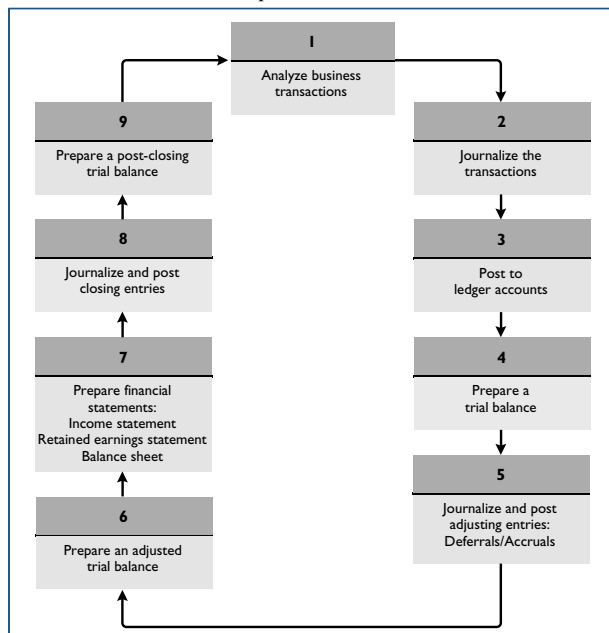 1
Analyze business
transactions
2
Journalize the
transactions
3
Post to
ledger accounts
4
Prepare a
trial balance
5
Journalize and post
adjusting entries:
Deferrals/Accruals
6
Prepare an adjusted
trial balance
7
Prepare financial
statements:
Income statement
Retained earnings statement
Balance sheet
8
Journalize and post
closing entries
9
Prepare a post-closing
trial balance